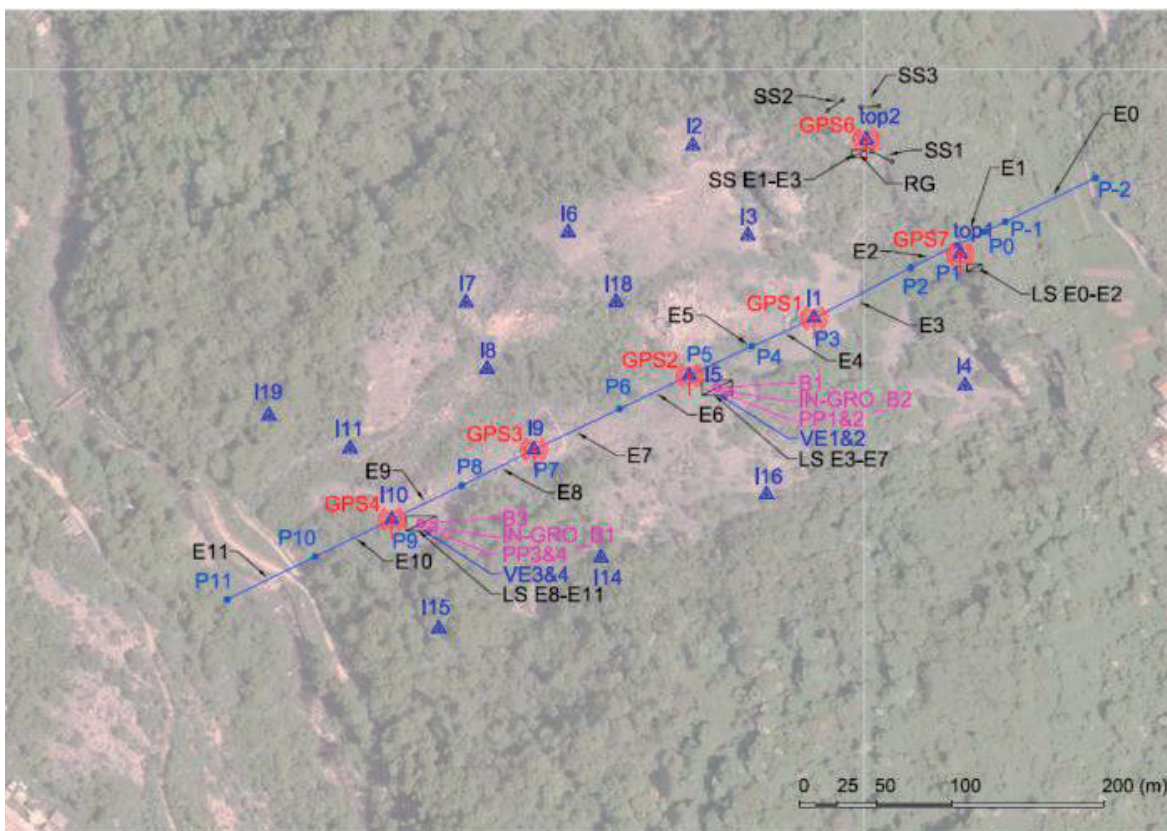 SS3
SS2
E0
top2
GPS6
I2
SS1
SS E1-E3
RG
E1
P-2
I6
I3
top1
P-1
GPS7
P0
E2
P1
P2
LS E0-E2
I7
I18
GPS1
I1
E3
E5
P3
E4
P4
I8
GPS2
P5
I5
I4
B1
IN-GRO B2
PP1&2
VE1&2
LS E3-E7
P6
E6
I19
I11
GPS3
I9
E7
P7
P8
E8
E9
I16
I10
GPS4
P9
B3
IN-GRO B1
PP3&4
VE3&4
LS E8-E11
I14
P10
E10
E11
P11
I15
0 25 50 100 200 (m)